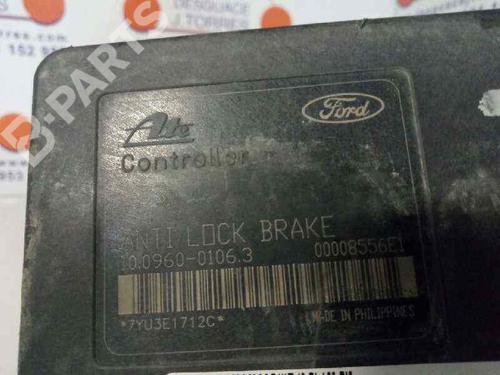 DESGUACE
J. TORRES
B-PARTS
Ate
Ford
Controller
ANTI LOCK BRAKE
10.0960-0106.3 00008556E1
*7YU3E1712C*
MADE IN PHILIPPINES